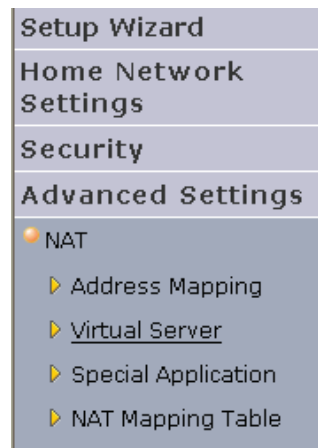 Setup Wizard
Home Network
Settings
Security
Advanced Settings
NAT
Address Mapping
Virtual Server
Special Application
NAT Mapping Table